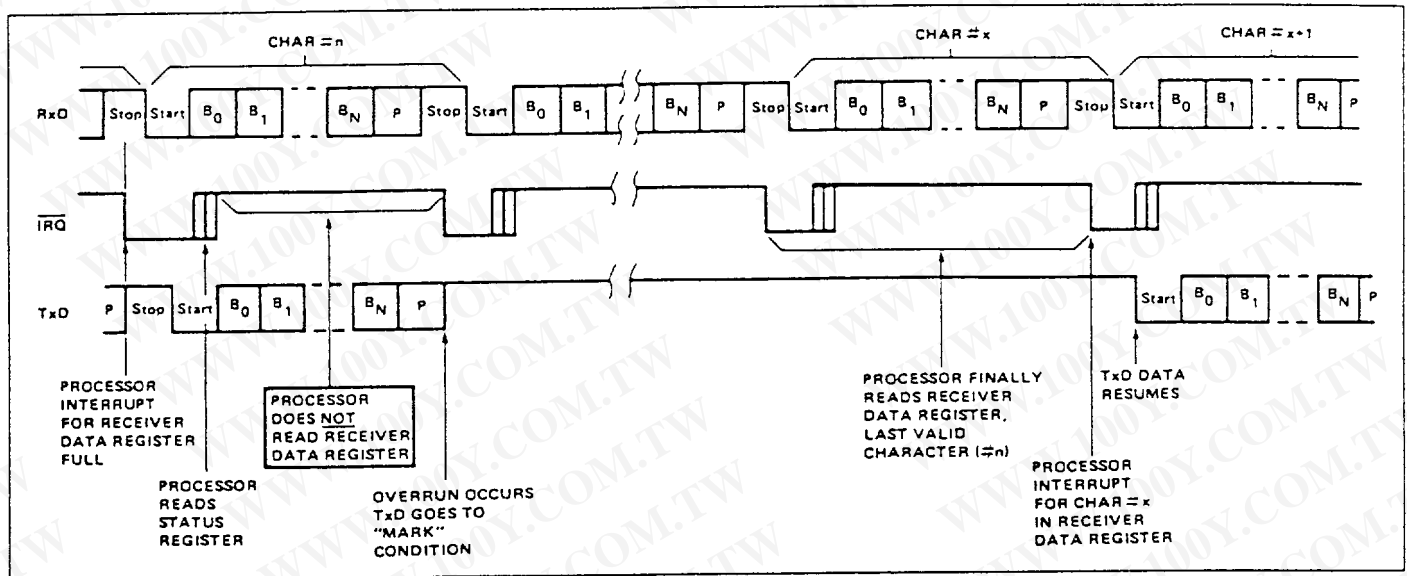 CHAR #n CHAR #x CHAR #x+1
RxD Stop Start B0 B1 BN P Stop Start B0 B1 BN P Stop Start B0 B1 BN P Stop Start B0 B1 BN P
IRQ
TxD P Stop Start B0 B1 BN P Start B0 B1 BN P
PROCESSOR
INTERRUPT
FOR RECEIVER
DATA REGISTER
FULL
PROCESSOR
READS
STATUS
REGISTER
PROCESSOR
DOES NOT
READ RECEIVER
DATA REGISTER
OVERRUN OCCURS
TxD GOES TO
"MARK"
CONDITION
PROCESSOR FINALLY
READS RECEIVER
DATA REGISTER,
LAST VALID
CHARACTER (#n)
PROCESSOR
INTERRUPT
FOR CHAR #x
IN RECEIVER
DATA REGISTER
TxD DATA
RESUMES
WWW.100Y.COM.TW